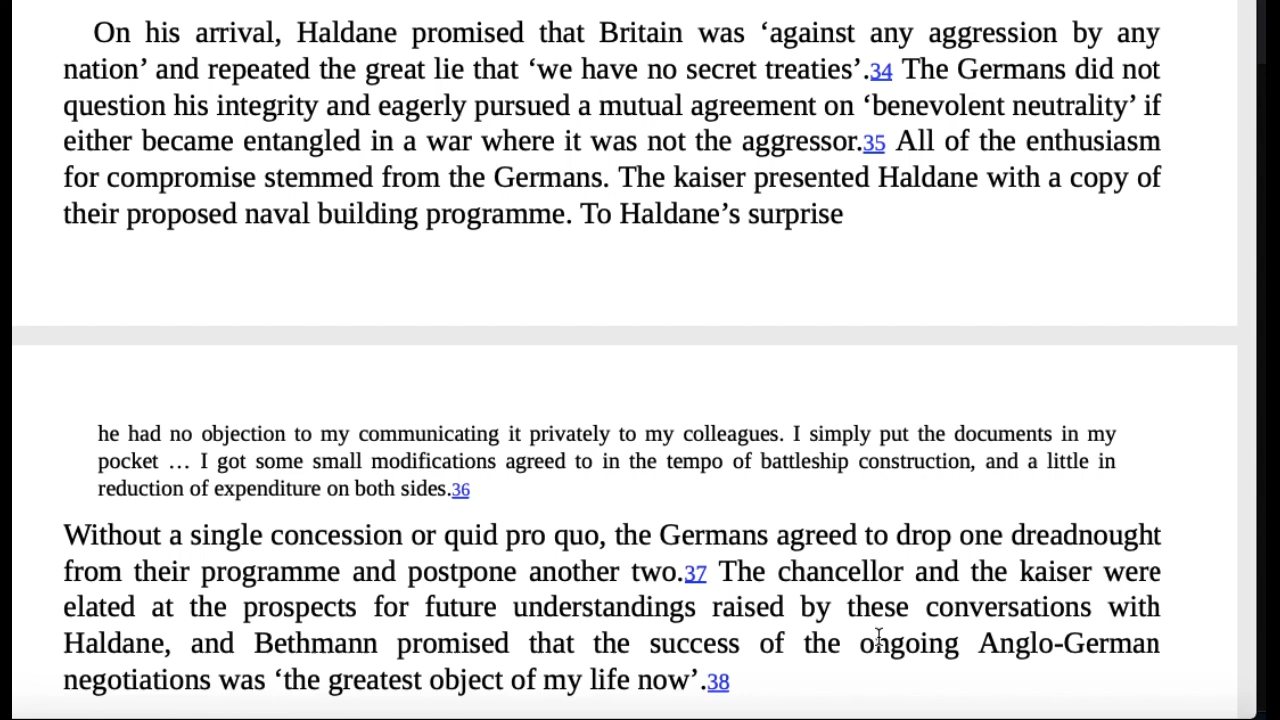 On his arrival, Haldane promised that Britain was ‘against any aggression by any
nation’ and repeated the great lie that ‘we have no secret treaties’.34 The Germans did not
question his integrity and eagerly pursued a mutual agreement on ‘benevolent neutrality’ if
either became entangled in a war where it was not the aggressor.35 All of the enthusiasm
for compromise stemmed from the Germans. The kaiser presented Haldane with a copy of
their proposed naval building programme. To Haldane’s surprise
he had no objection to my communicating it privately to my colleagues. I simply put the documents in my
pocket … I got some small modifications agreed to in the tempo of battleship construction, and a little in
reduction of expenditure on both sides.36
Without a single concession or quid pro quo, the Germans agreed to drop one dreadnought
from their programme and postpone another two.37 The chancellor and the kaiser were
elated at the prospects for future understandings raised by these conversations with
Haldane, and Bethmann promised that the success of the ongoing Anglo-German
negotiations was ‘the greatest object of my life now’.38